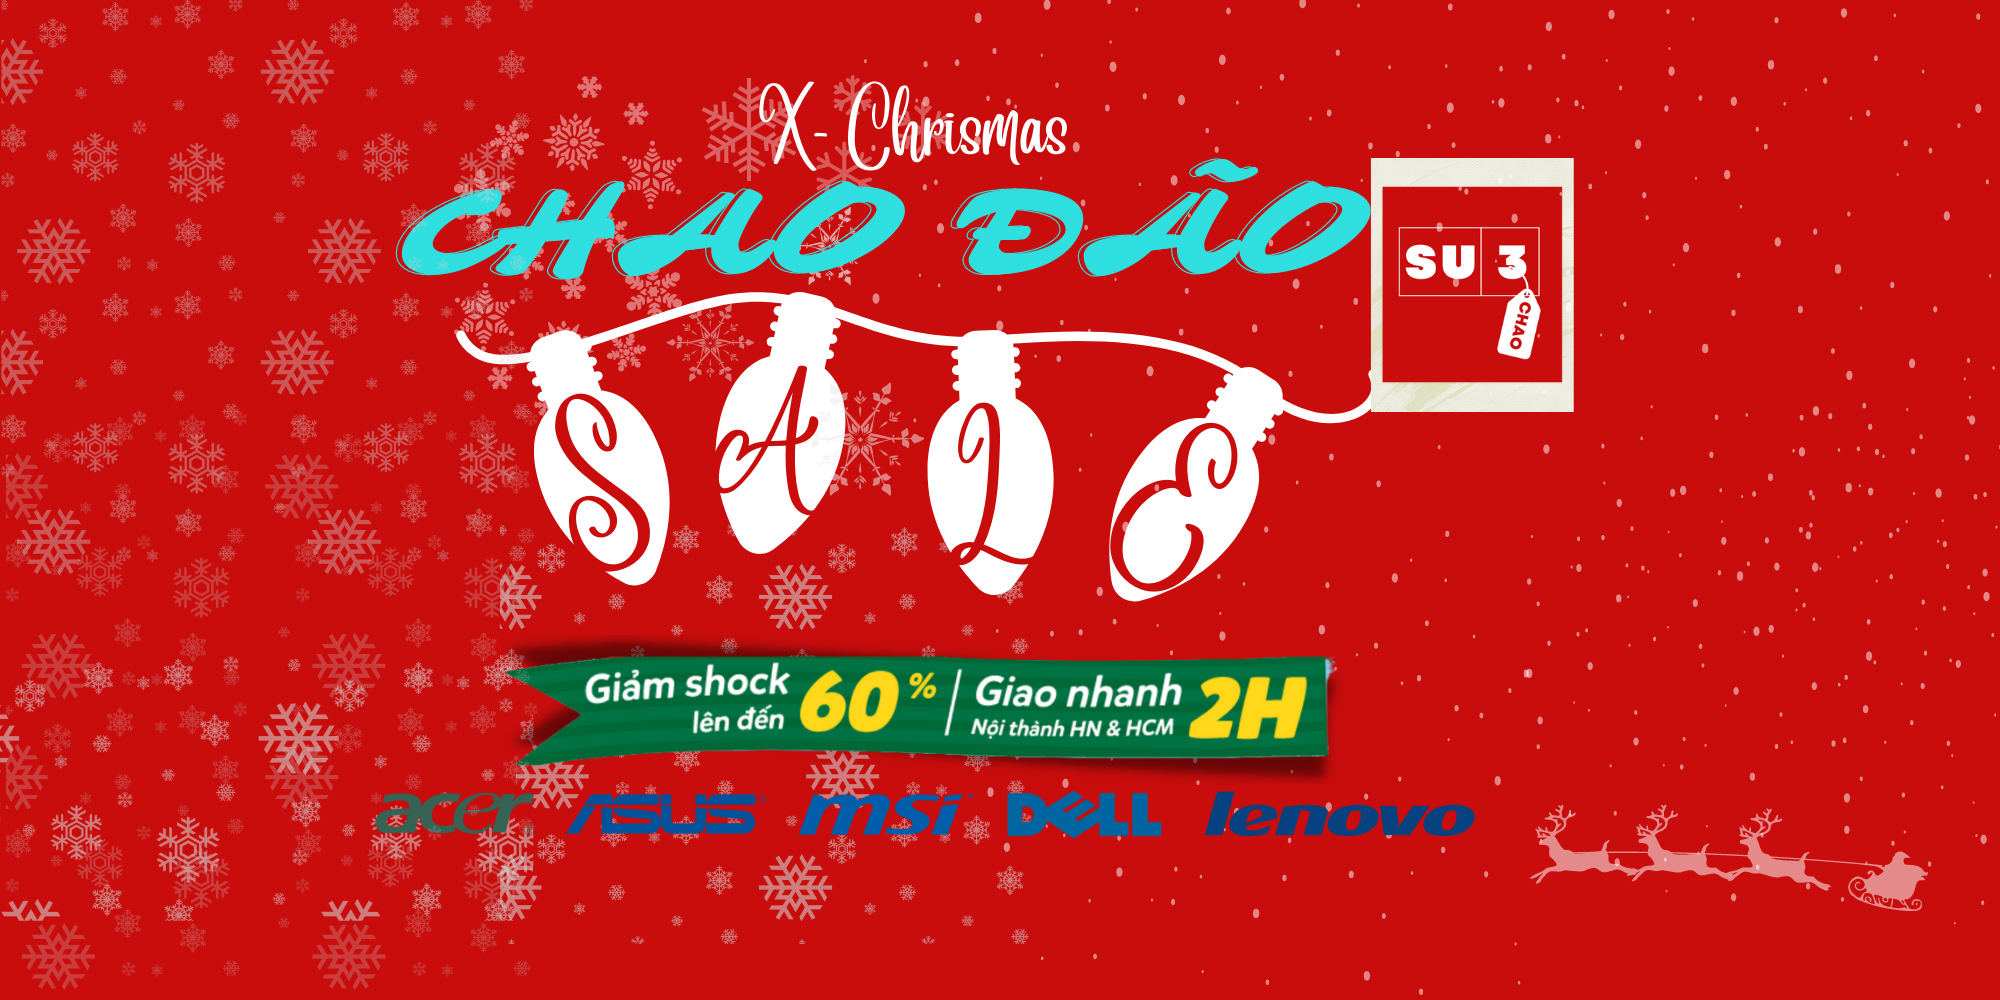 X- Chrismas
CHAO ĐÃO
SU 3
CHAO
SALE
Giảm shock
lên đến 60%
Giao nhanh
Nội thành HN & HCM 2H
acer ASUS msi DELL lenovo